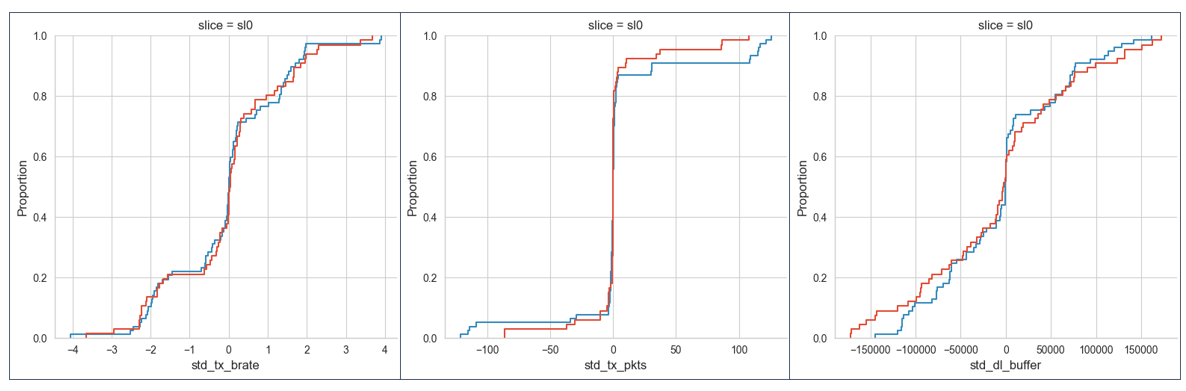 slice = sl0
1.0
0.8
0.6
0.4
0.2
0.0
Proportion
−4 −3 −2 −1 0 1 2 3 4
std_tx_brate
slice = sl0
1.0
0.8
0.6
0.4
0.2
0.0
Proportion
−100 −50 0 50 100
std_tx_pkts
slice = sl0
1.0
0.8
0.6
0.4
0.2
0.0
Proportion
−150000 −100000 −50000 0 50000 100000 150000
std_dl_buffer